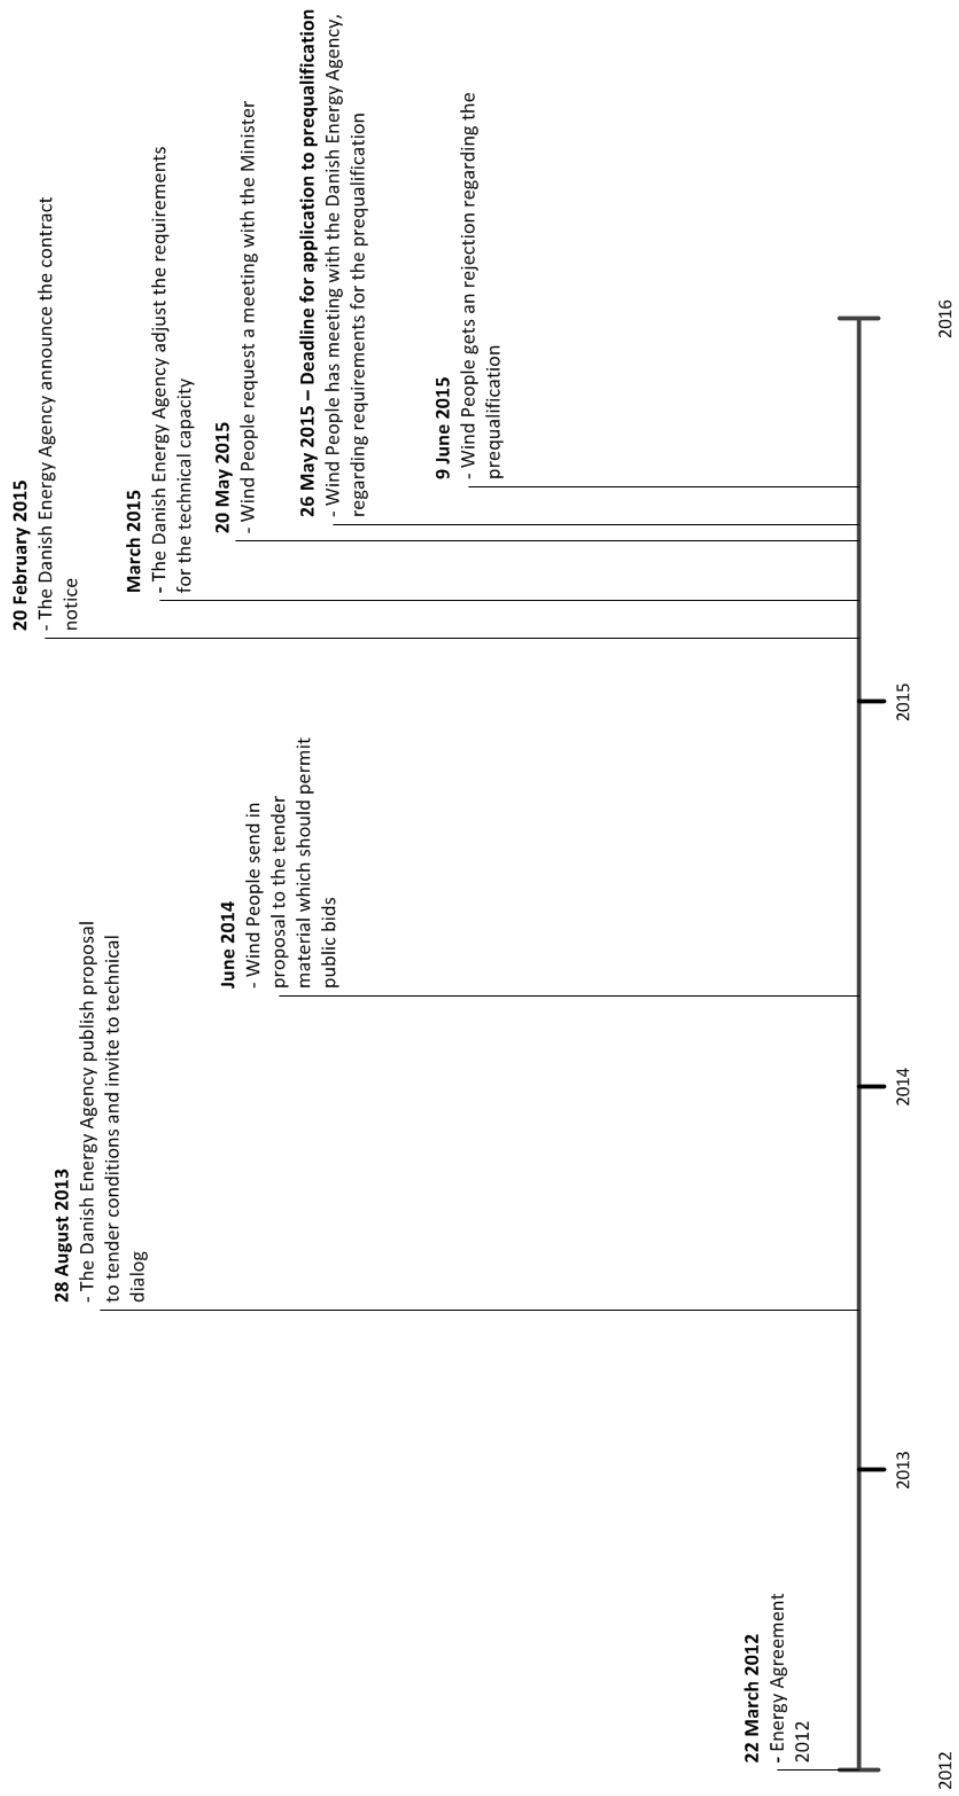 20 February 2015
- The Danish Energy Agency announce the contract
notice
28 August 2013
- The Danish Energy Agency publish proposal
to tender conditions and invite to technical
dialog
March 2015
- The Danish Energy Agency adjust the requirements
for the technical capacity
June 2014
- Wind People send in
proposal to the tender
material which should permit
public bids
20 May 2015
- Wind People request a meeting with the Minister
26 May 2015 – Deadline for application to prequalification
- Wind People has meeting with the Danish Energy Agency,
regarding requirements for the prequalification
9 June 2015
- Wind People gets an rejection regarding the
prequalification
22 March 2012
- Energy Agreement
2012
2012
2013
2014
2015
2016